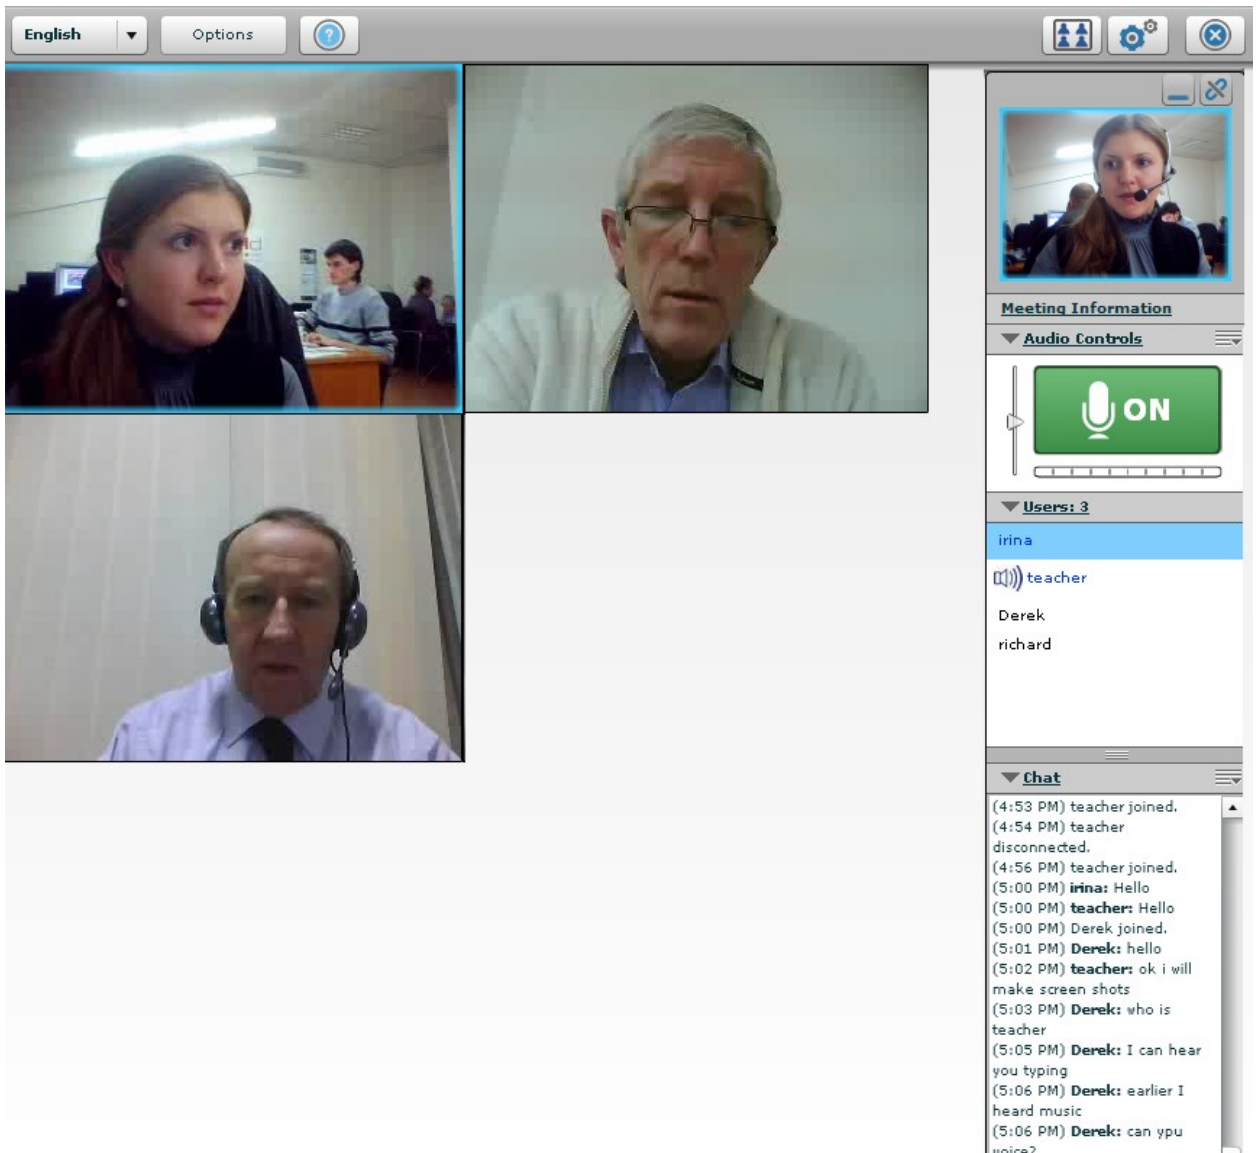 English
Options
?
Meeting Information
Audio Controls
ON
Users: 3
irina
teacher
Derek
richard
Chat
(4:53 PM) teacher joined.
(4:54 PM) teacher
disconnected.
(4:56 PM) teacher joined.
(5:00 PM) irina: Hello
(5:00 PM) teacher: Hello
(5:00 PM) Derek joined.
(5:01 PM) Derek: hello
(5:02 PM) teacher: ok i will
make screen shots
(5:03 PM) Derek: who is
teacher
(5:05 PM) Derek: I can hear
you typing
(5:06 PM) Derek: earlier I
heard music
(5:06 PM) Derek: can ypu
voice?